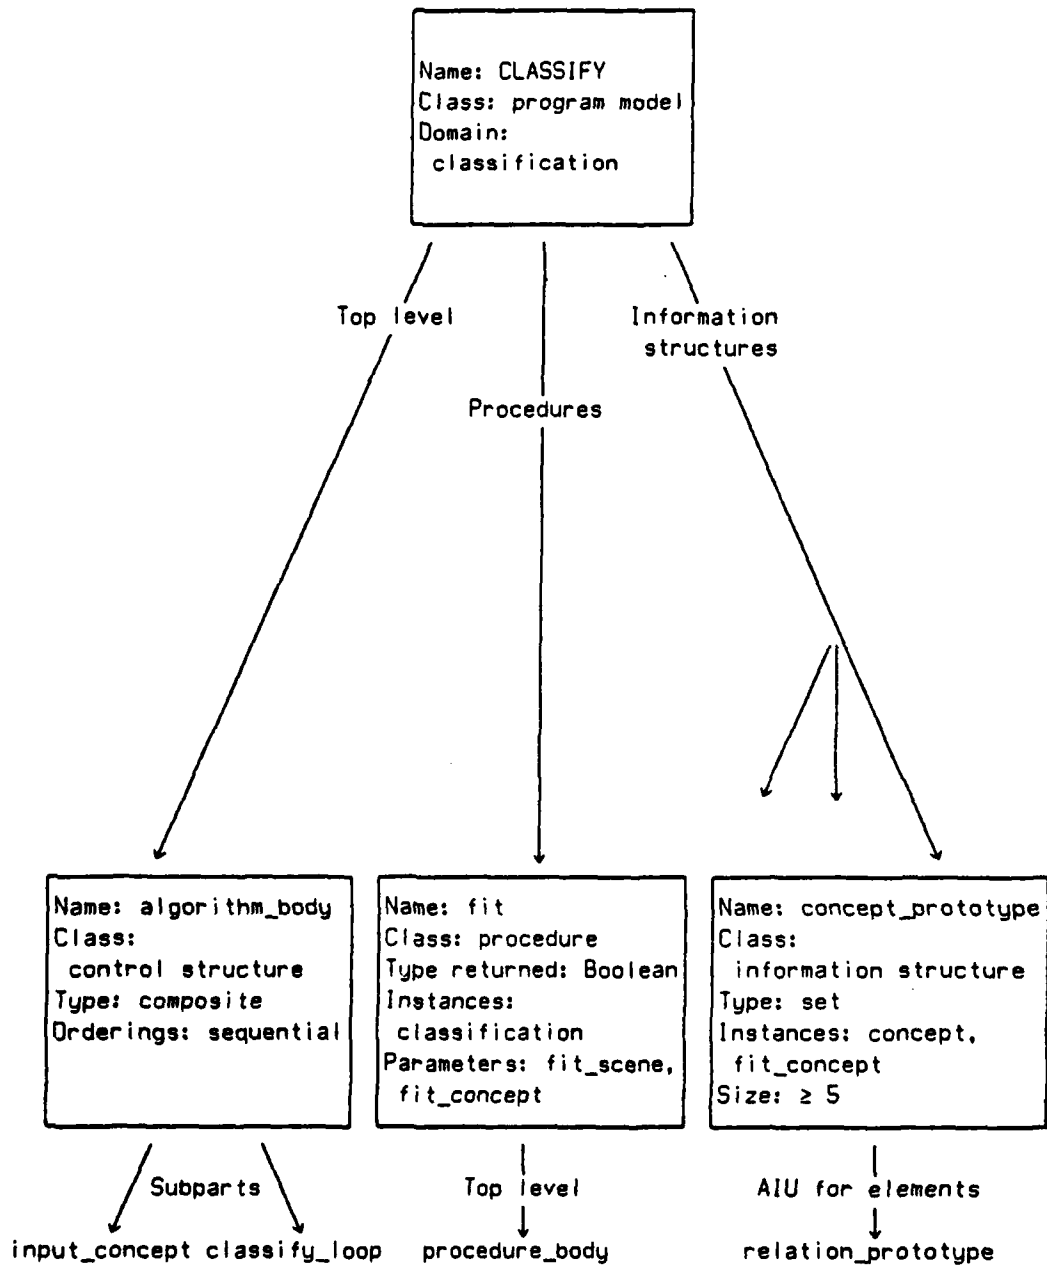 Name: CLASSIFY
Class: program model
Domain:
classification
Top level
Information
structures
Procedures
Name: algorithm_body
Class:
control structure
Type: composite
Orderings: sequential
Name: fit
Class: procedure
Type returned: Boolean
Instances:
classification
Parameters: fit_scene,
fit_concept
Name: concept_prototype
Class:
information structure
Type: set
Instances: concept,
fit_concept
Size: ≥ 5
Subparts
Top level
AIU for elements
input_concept classify_loop
procedure_body
relation_prototype